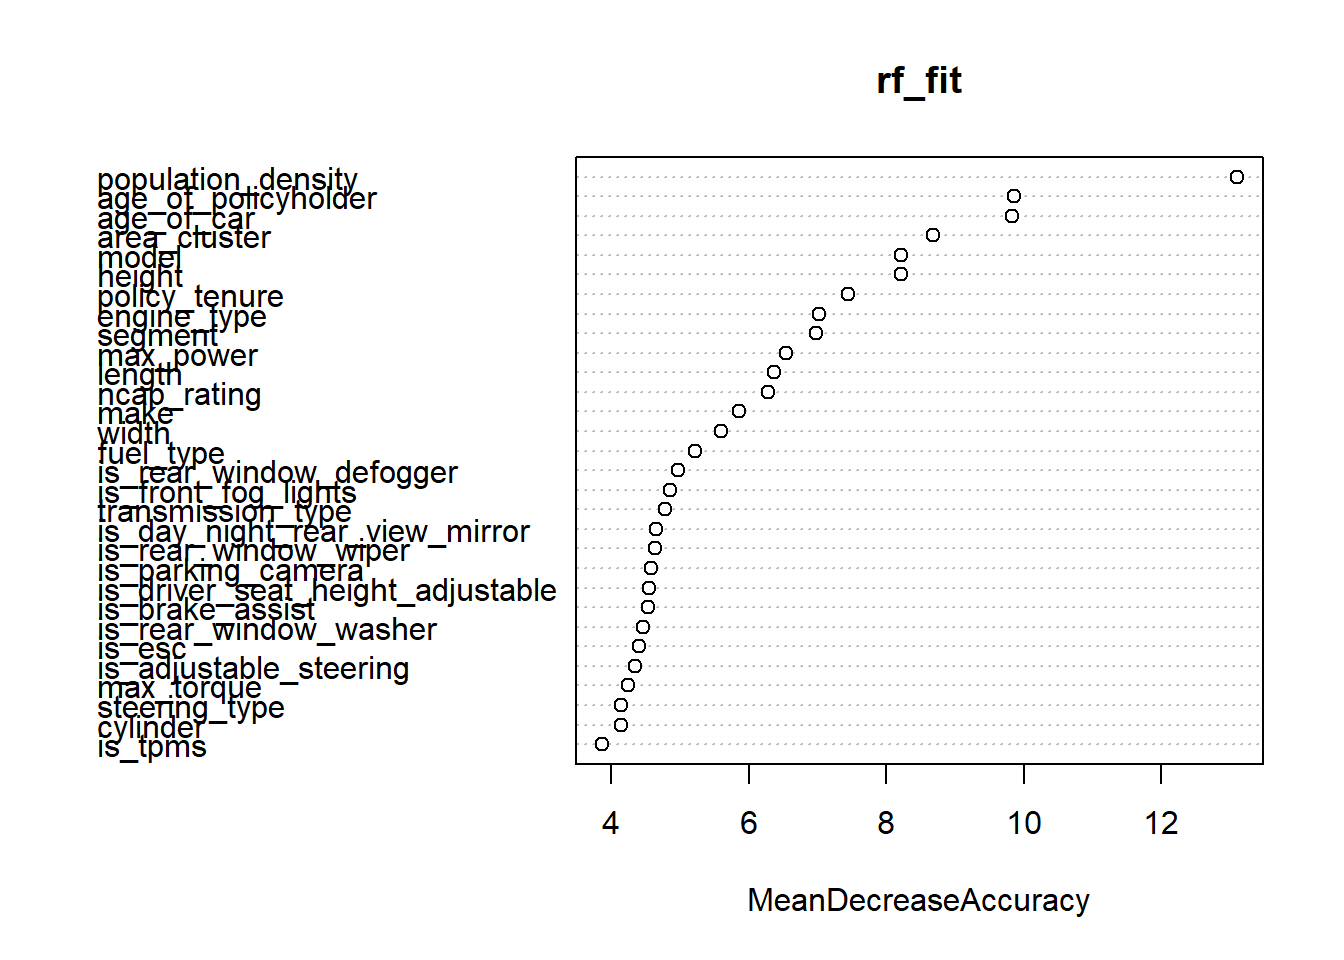 rf_fit
population_density
age_of_policyholder
age_of_car
area_cluster
model
height
policy_tenure
engine_type
segment
max_power
length
ncap_rating
make
width
fuel_type
is_rear_window_defogger
is_front_fog_lights
transmission_type
is_day_night_rear_view_mirror
is_rear_window_wiper
is_parking_camera
is_driver_seat_height_adjustable
is_brake_assist
is_rear_window_washer
is_esc
is_adjustable_steering
max_torque
steering_type
cylinder
is_tpms
4 6 8 10 12
MeanDecreaseAccuracy